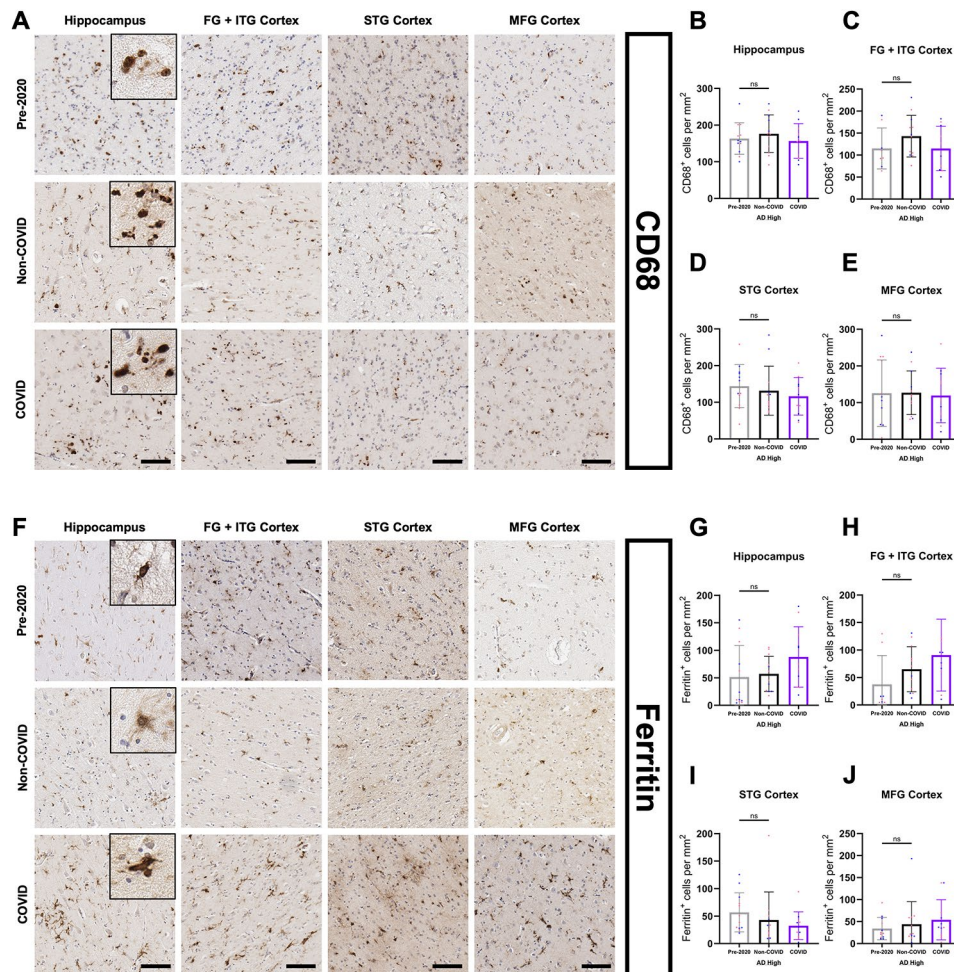 A
Hippocampus
FG + ITG Cortex
STG Cortex
MFG Cortex
Pre-2020
Non-COVID
COVID
CD68
B
Hippocampus
CD68+ cells per mm2
300
200
100
0
ns
Pre-2020
Non-COVID
COVID
AD High
C
FG + ITG Cortex
CD68+ cells per mm2
250
200
150
100
50
0
ns
Pre-2020
Non-COVID
COVID
AD High
D
STG Cortex
CD68+ cells per mm2
300
200
100
0
ns
Pre-2020
Non-COVID
COVID
AD High
E
MFG Cortex
CD68+ cells per mm2
300
200
100
0
ns
Pre-2020
Non-COVID
COVID
AD High
F
Hippocampus
FG + ITG Cortex
STG Cortex
MFG Cortex
Pre-2020
Non-COVID
COVID
Ferritin
G
Hippocampus
Ferritin+ cells per mm2
200
150
100
50
0
ns
Pre-2020
Non-COVID
COVID
AD High
H
FG + ITG Cortex
Ferritin+ cells per mm2
200
150
100
50
0
ns
Pre-2020
Non-COVID
COVID
AD High
I
STG Cortex
Ferritin+ cells per mm2
200
150
100
50
0
ns
Pre-2020
Non-COVID
COVID
AD High
J
MFG Cortex
Ferritin+ cells per mm2
250
200
150
100
50
0
ns
Pre-2020
Non-COVID
COVID
AD High